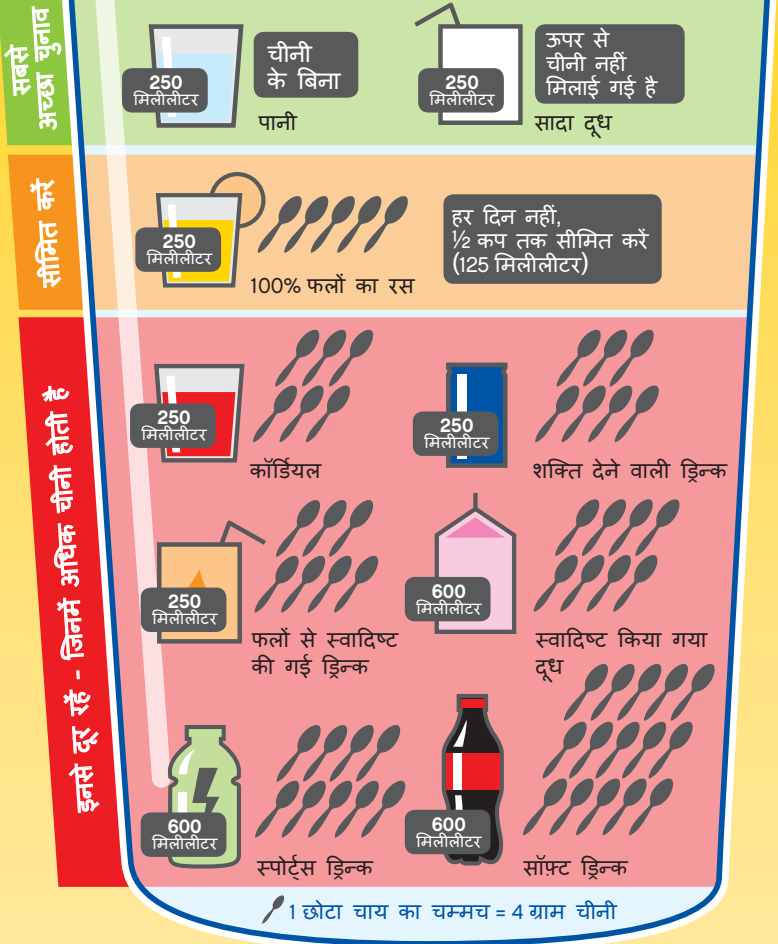 सबसे
अच्छा चुनाव
250
मिलीलीटर
चीनी
के बिना
पानी
250
मिलीलीटर
ऊपर से
चीनी नहीं
मिलाई गई है
सादा दूध
सीमित करें
250
मिलीलीटर
100% फलों का रस
हर दिन नहीं,
½ कप तक सीमित करें
(125 मिलीलीटर)
इनसे दूर रहें - जिनमें अधिक चीनी होती है
250
मिलीलीटर
कॉर्डियल
250
मिलीलीटर
शक्ति देने वाली ड्रिन्क
250
मिलीलीटर
फलों से स्वादिष्ट
की गई ड्रिन्क
600
मिलीलीटर
स्वादिष्ट किया गया
दूध
600
मिलीलीटर
स्पोर्ट्स ड्रिन्क
600
मिलीलीटर
सॉफ़्ट ड्रिन्क
1 छोटा चाय का चम्मच = 4 ग्राम चीनी